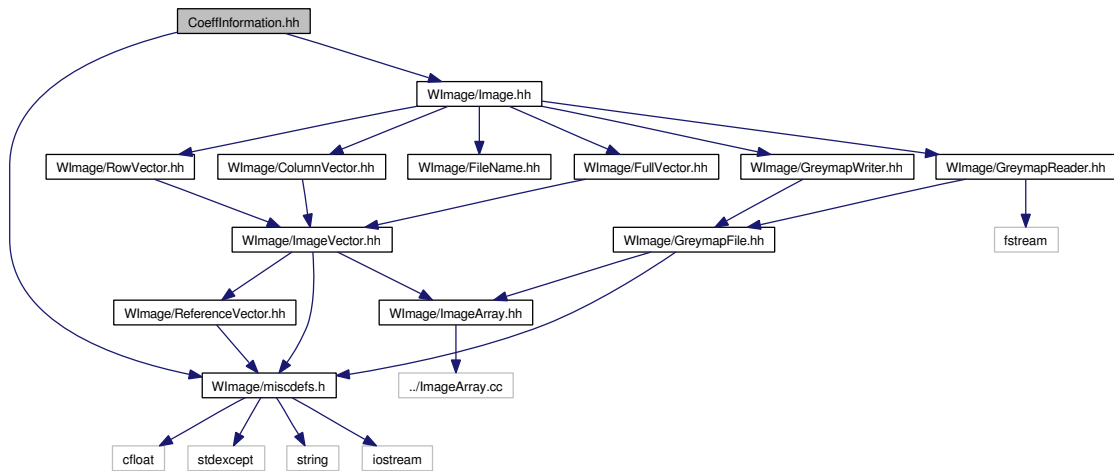 CoeffInformation.hh
WImage/Image.hh
WImage/RowVector.hh
WImage/ColumnVector.hh
WImage/FileName.hh
WImage/FullVector.hh
WImage/GreymapWriter.hh
WImage/GreymapReader.hh
WImage/ImageVector.hh
WImage/GreymapFile.hh
fstream
WImage/ReferenceVector.hh
WImage/ImageArray.hh
WImage/miscdefs.h
../ImageArray.cc
cfloat
stdexcept
string
iostream